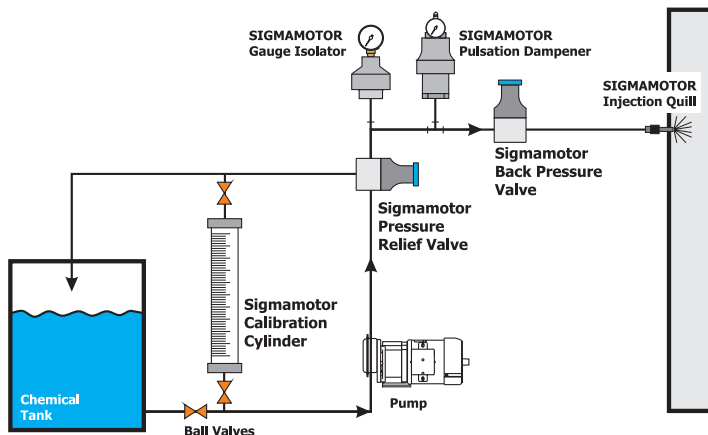 SIGMAMOTOR
Gauge Isolator
SIGMAMOTOR
Pulsation Dampener
SIGMAMOTOR
Injection Quill
Sigmamotor
Back Pressure
Valve
Sigmamotor
Pressure
Relief Valve
Sigmamotor
Calibration
Cylinder
Chemical
Tank
Pump
Ball Valves